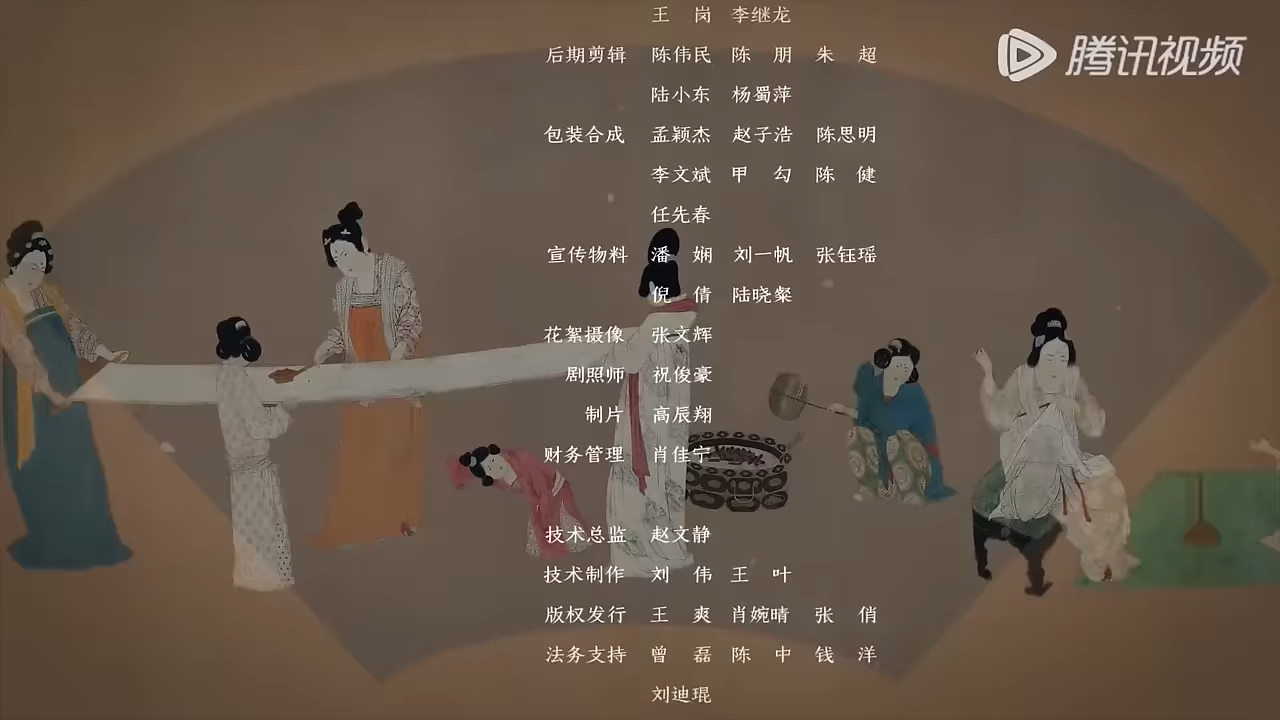 王 岗 李继龙
腾讯视频
后期剪辑 陈伟民 陈 朋 朱 超
陆小东 杨蜀萍
包装合成 孟颖杰 赵子浩 陈思明
李文斌 甲 勾 陈 健
任先春
宣传物料 潘 娴 刘一帆 张钰瑶
倪 倩 陆晓粲
花絮摄像 张文辉
剧照师 祝俊豪
制片 高辰翔
财务管理 肖佳宁
技术总监 赵文静
技术制作 刘 伟 王 叶
版权发行 王 爽 肖婉晴 张 俏
法务支持 曾 磊 陈 中 钱 洋
刘迪琨